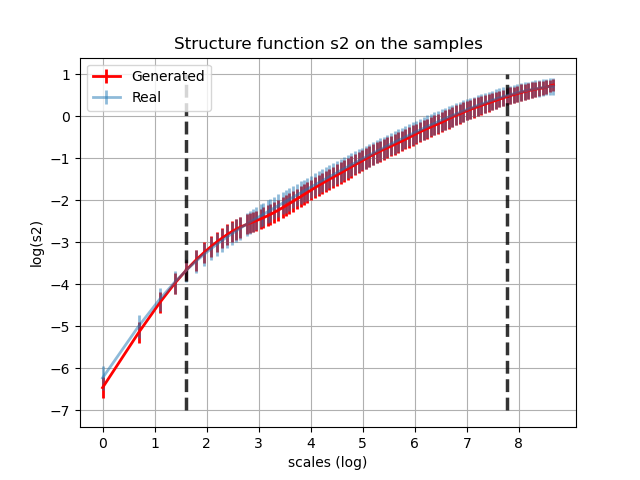 Structure function s2 on the samples
Generated
Real
1
0
−1
−2
−3
−4
−5
−6
−7
log(s2)
0 1 2 3 4 5 6 7 8
scales (log)